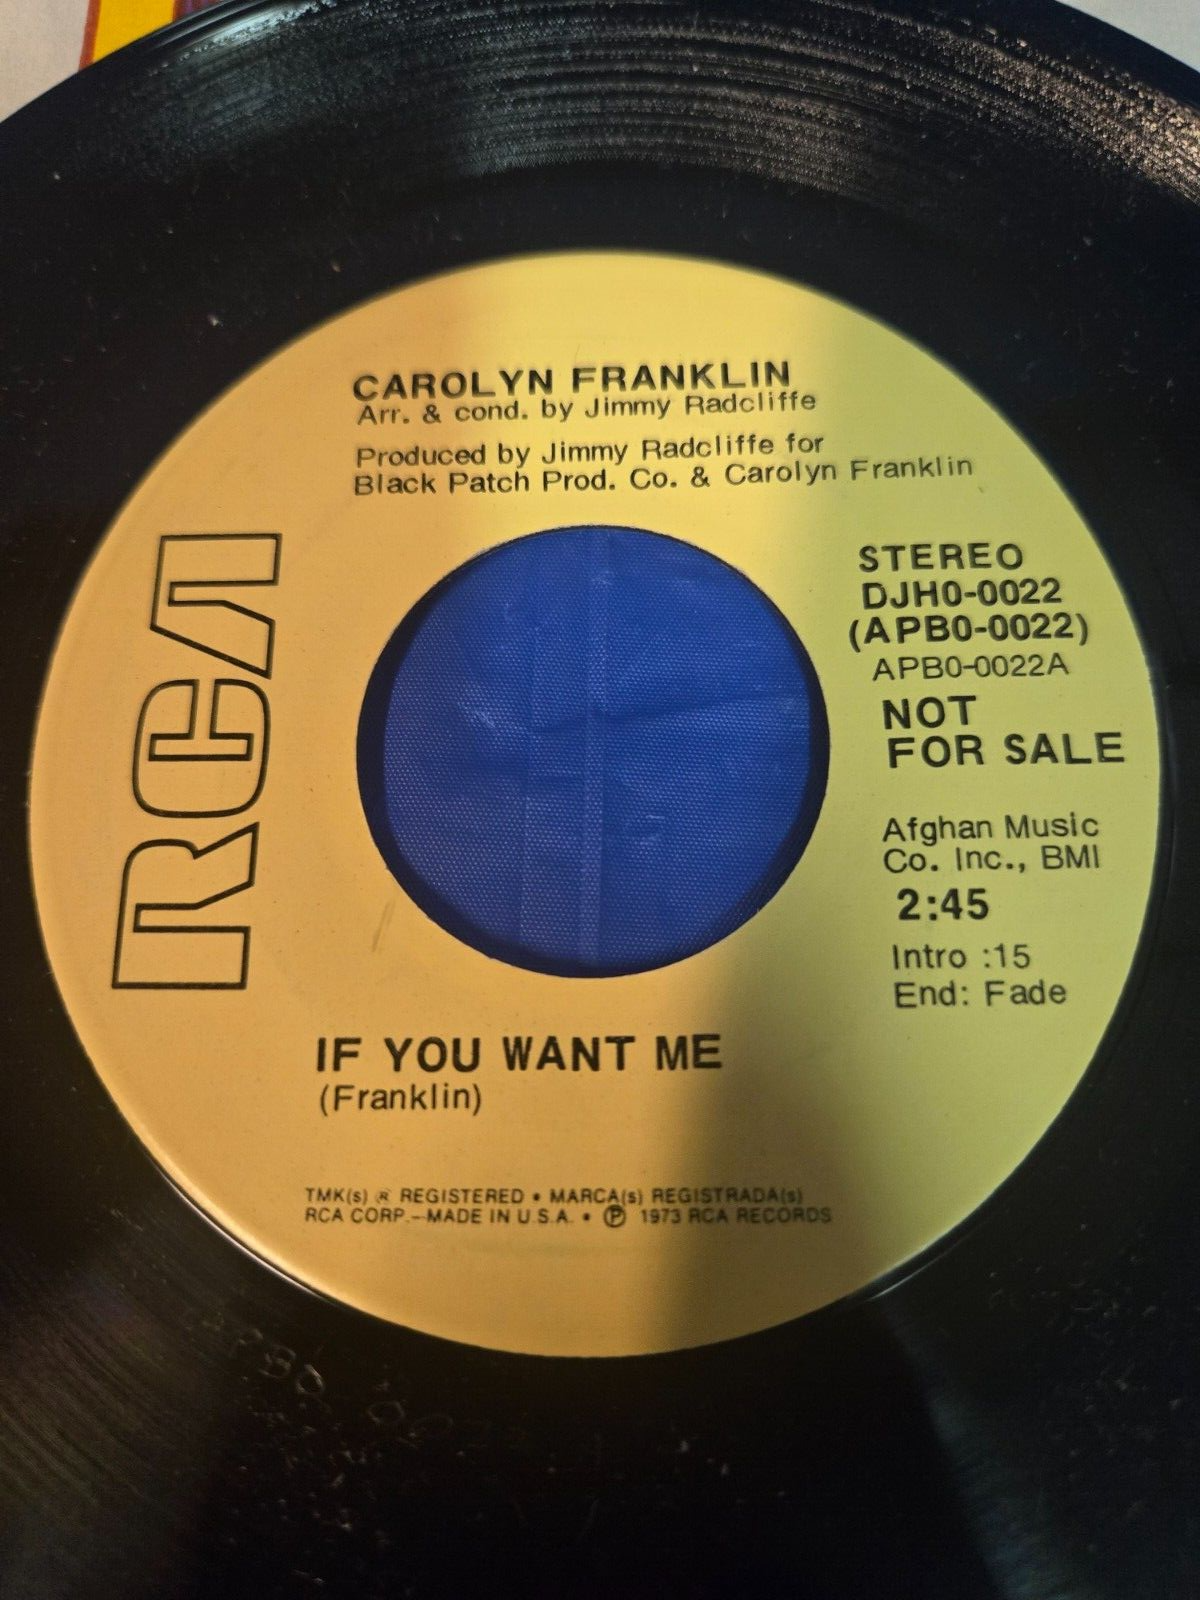 CAROLYN FRANKLIN
Arr. & cond. by Jimmy Radcliffe
Produced by Jimmy Radcliffe for
Black Patch Prod. Co. & Carolyn Franklin
RCA
STEREO
DJH0-0022
(APB0-0022)
APB0-0022A
NOT
FOR SALE
Afghan Music
Co. Inc., BMI
2:45
Intro :15
End: Fade
IF YOU WANT ME
(Franklin)
TMK(s) ® REGISTERED • MARCA(s) REGISTRADA(s)
RCA CORP.—MADE IN U.S.A. • ℗ 1973 RCA RECORDS